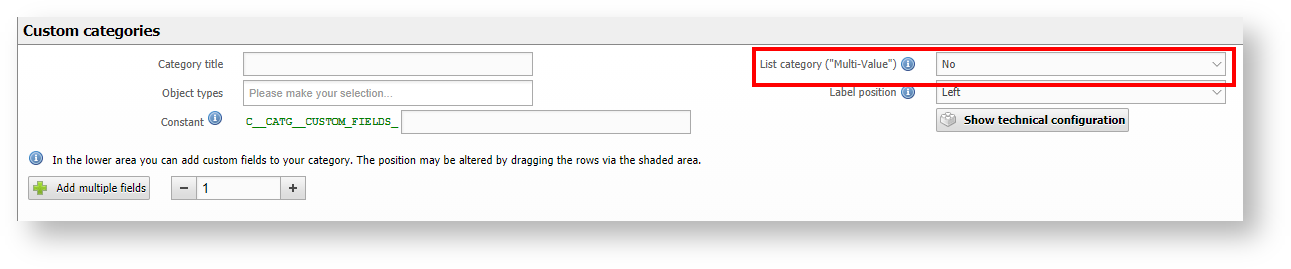 Custom categories
Category title
List category ("Multi-Value") No
Object types Please make your selection...
Label position Left
Constant C__CATG__CUSTOM_FIELDS_
Show technical configuration
In the lower area you can add custom fields to your category. The position may be altered by dragging the rows via the shaded area.
Add multiple fields − 1 +